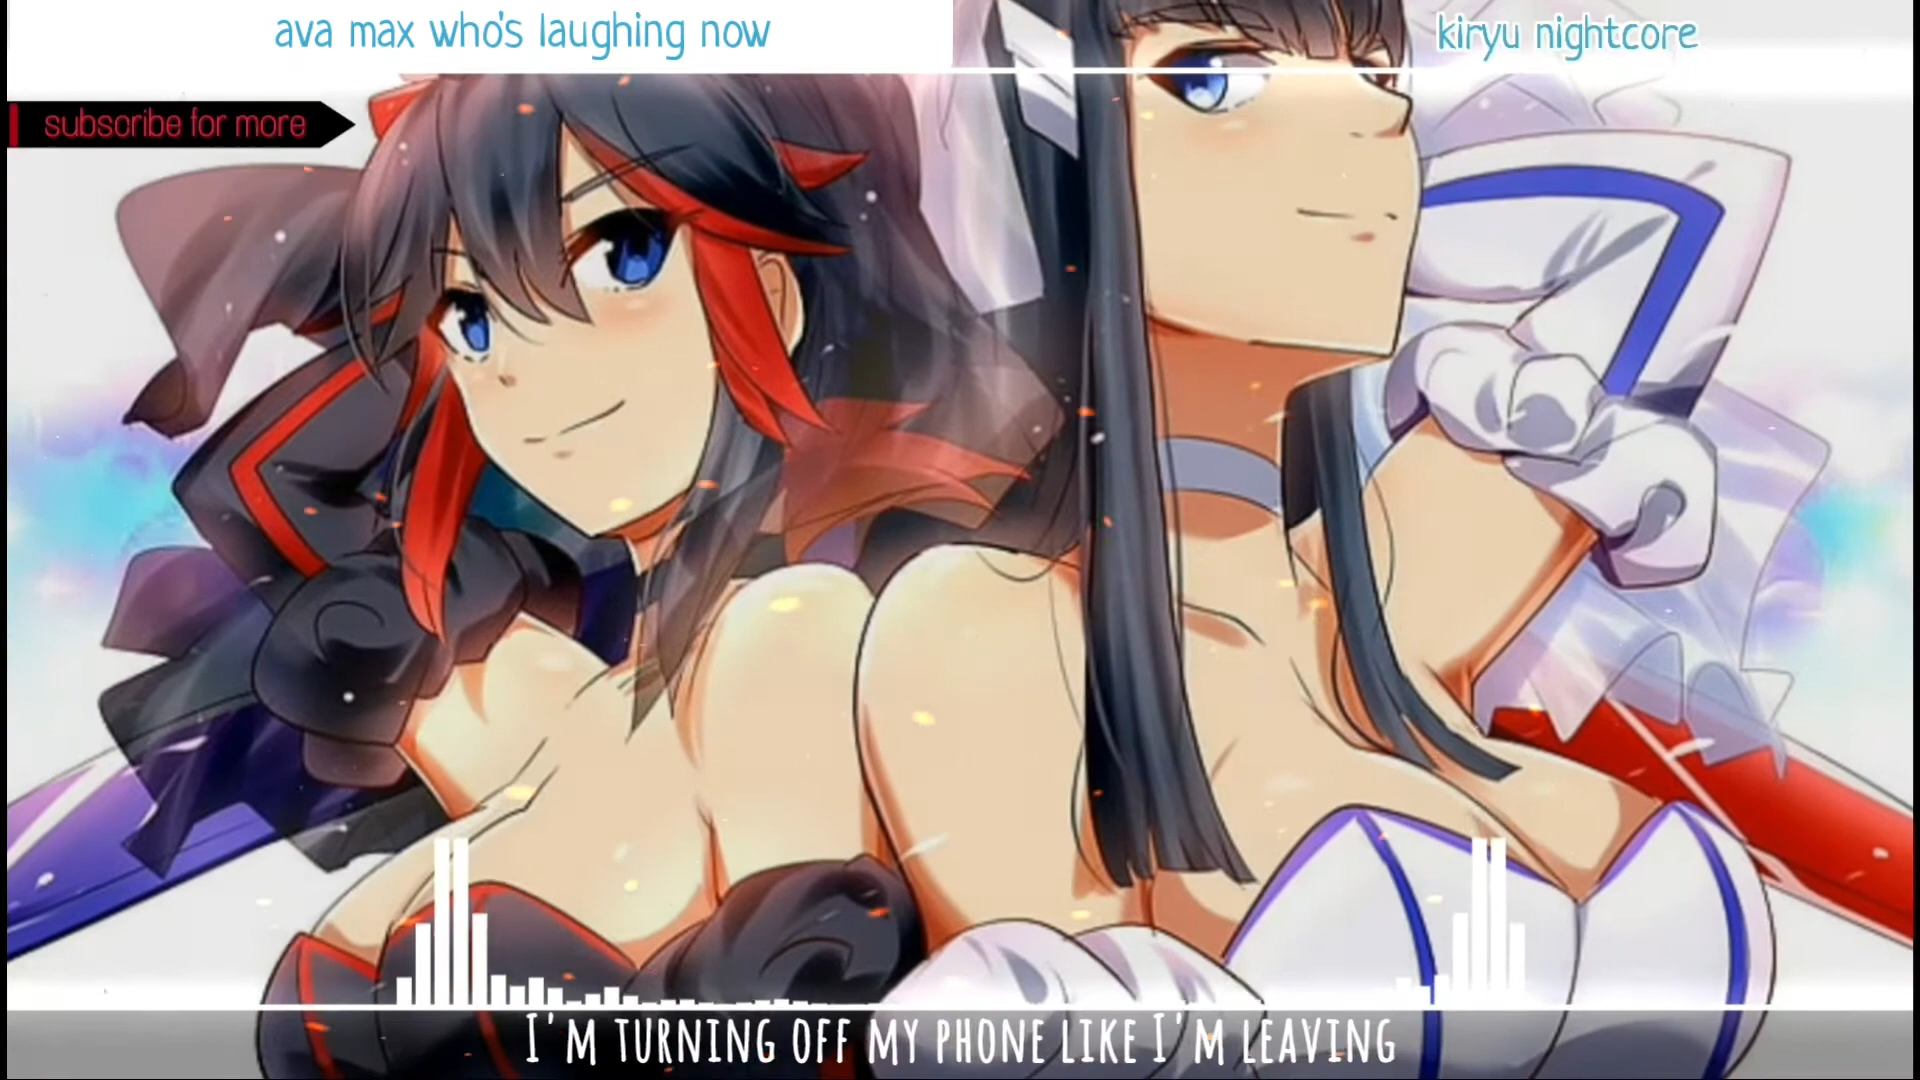 ava max who's laughing now
kiryu nightcore
subscribe for more
I'M TURNING OFF MY PHONE LIKE I'M LEAVING